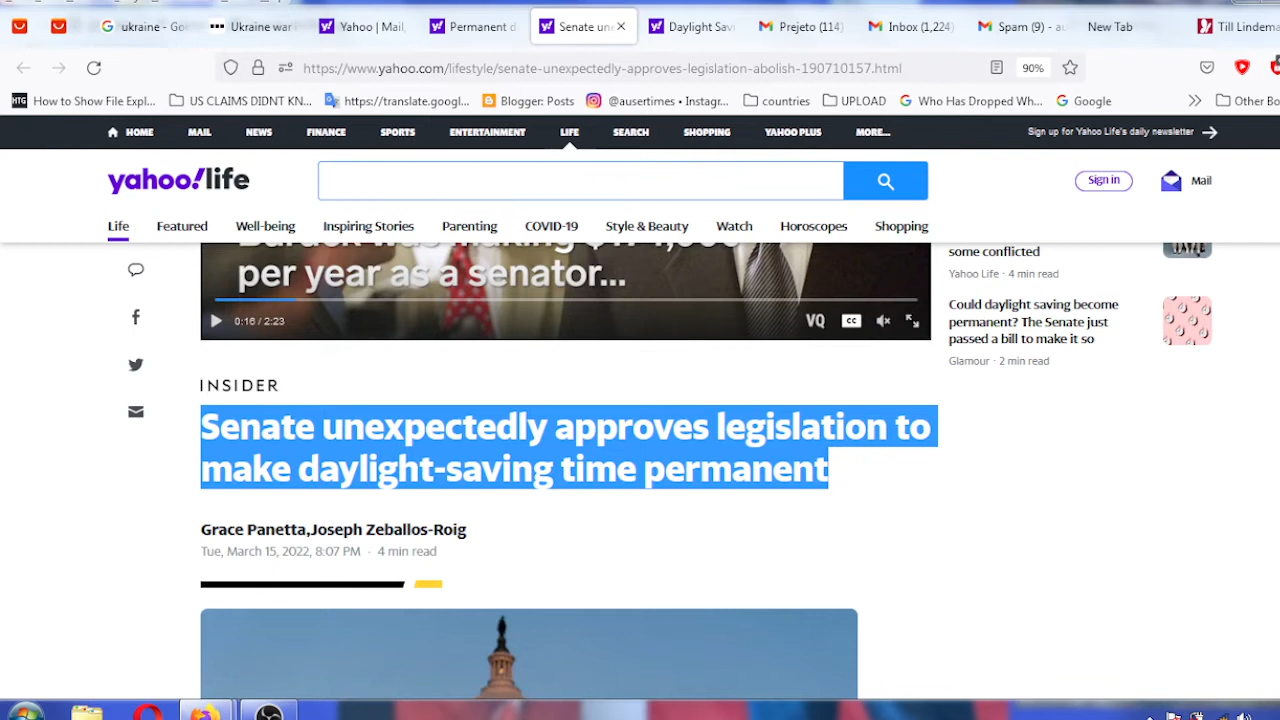 ukraine - Goo
Ukraine war
Yahoo | Mail,
Permanent d
Senate une
Daylight Savi
Prejeto (114)
Inbox (1,224)
Spam (9) - au
New Tab
Till Lindema
https://www.yahoo.com/lifestyle/senate-unexpectedly-approves-legislation-abolish-190710157.html
90%
How to Show File Expl...
US CLAIMS DIDNT KN...
https://translate.googl...
Blogger: Posts
@ausertimes • Instagr...
countries
UPLOAD
Who Has Dropped Wh...
Google
Other Bo
HOME MAIL NEWS FINANCE SPORTS ENTERTAINMENT LIFE SEARCH SHOPPING YAHOO PLUS MORE...
Sign up for Yahoo Life's daily newsletter
yahoo!life
Sign in
Mail
Life Featured Well-being Inspiring Stories Parenting COVID-19 Style & Beauty Watch Horoscopes Shopping
per year as a senator...
0:16 / 2:23
VQ
CC
some conflicted
Yahoo Life · 4 min read
Could daylight saving become
permanent? The Senate just
passed a bill to make it so
Glamour · 2 min read
INSIDER
Senate unexpectedly approves legislation to
make daylight-saving time permanent
Grace Panetta,Joseph Zeballos-Roig
Tue, March 15, 2022, 8:07 PM · 4 min read